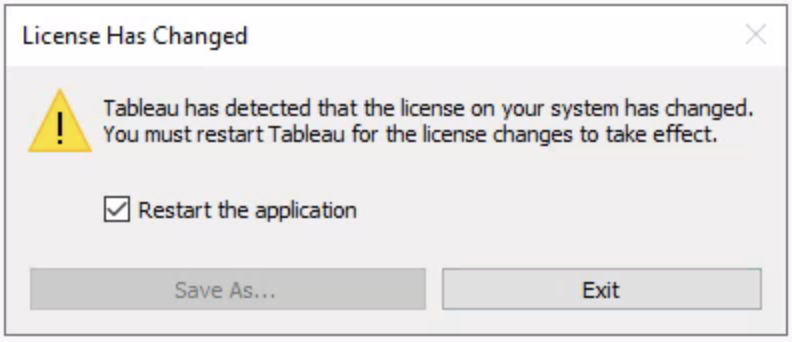 License Has Changed
Tableau has detected that the license on your system has changed.
You must restart Tableau for the license changes to take effect.
Restart the application
Save As...
Exit